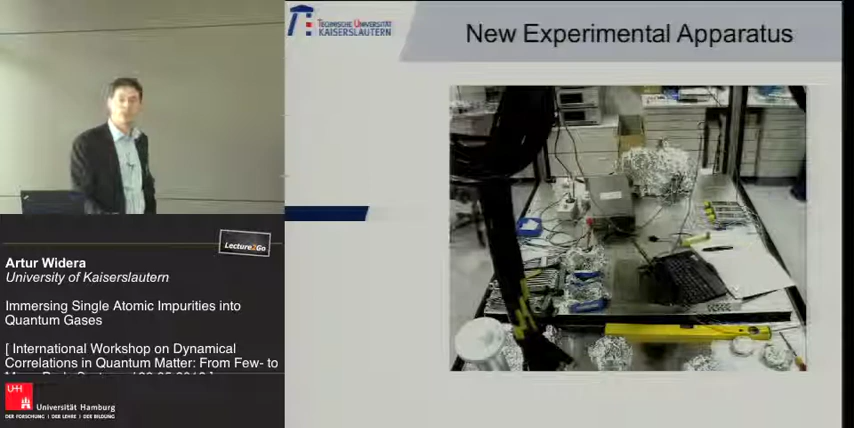 TECHNISCHE UNIVERSITÄT
KAISERSLAUTERN
New Experimental Apparatus
Lecture2Go
Artur Widera
University of Kaiserslautern
Immersing Single Atomic Impurities into
Quantum Gases
[ International Workshop on Dynamical
Correlations in Quantum Matter: From Few- to
UH
Universität Hamburg
DER FORSCHUNG | DER LEHRE | DER BILDUNG